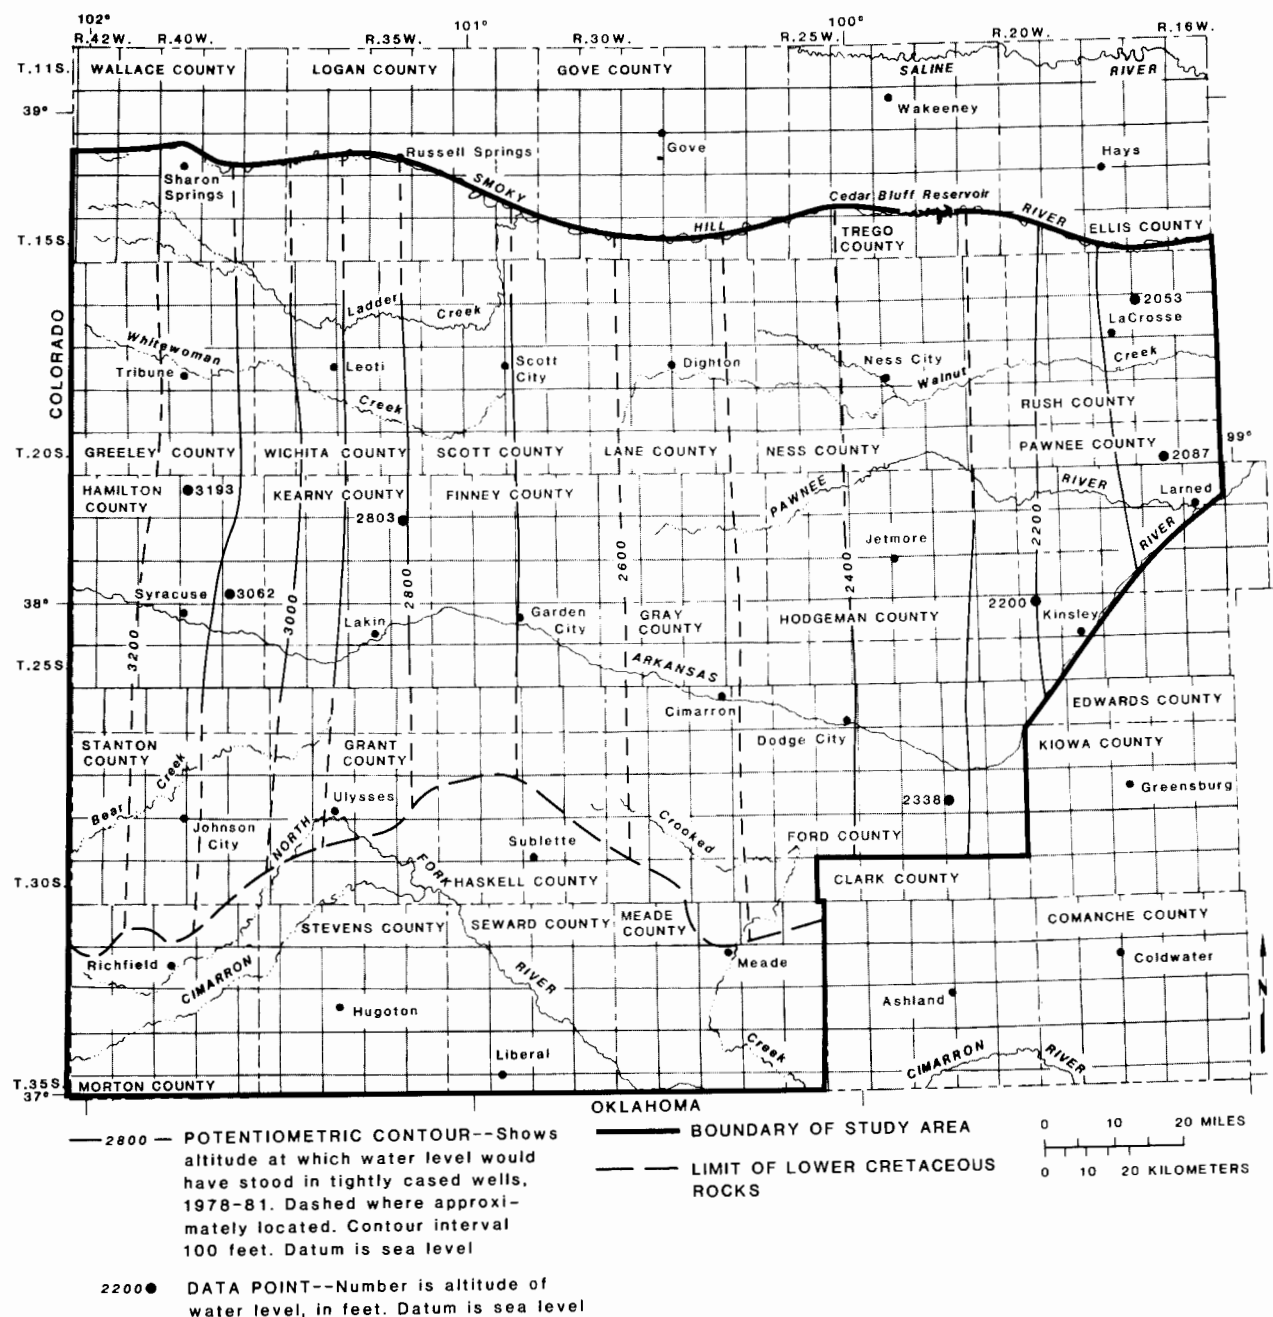 102°
101°
100°
R.42W.
R.40W.
R.35W.
R.30W.
R.25W.
R.20W.
R.16W.
T.11S.
WALLACE COUNTY
LOGAN COUNTY
GOVE COUNTY
SALINE
RIVER
39°
Wakeeney
Russell Springs
Gove
Hays
Sharon
Springs
SMOKY
HILL
RIVER
Cedar Bluff Reservoir
TREGO
COUNTY
ELLIS COUNTY
T.15S.
Ladder
Creek
2053
LaCrosse
Whitewoman
Creek
Tribune
Leoti
Scott
City
Dighton
Ness City
Walnut
Creek
COLORADO
RUSH COUNTY
T.20S.
GREELEY COUNTY
WICHITA COUNTY
SCOTT COUNTY
LANE COUNTY
NESS COUNTY
PAWNEE COUNTY
99°
2087
HAMILTON
COUNTY
3193
KEARNY COUNTY
2803
FINNEY COUNTY
PAWNEE
RIVER
Larned
RIVER
Jetmore
2200
2600
2400
2800
3000
3200
Syracuse
3062
38°
Lakin
Garden
City
GRAY
COUNTY
HODGEMAN COUNTY
2200
Kinsley
T.25S.
ARKANSAS
Cimarron
EDWARDS COUNTY
Dodge City
KIOWA COUNTY
STANTON
COUNTY
GRANT
COUNTY
Bear
Creek
Ulysses
2338
Greensburg
Johnson
City
NORTH
FORK
Sublette
Crooked
FORD COUNTY
T.30S.
HASKELL COUNTY
CLARK COUNTY
STEVENS COUNTY
SEWARD COUNTY
MEADE
COUNTY
COMANCHE COUNTY
Richfield
CIMARRON
RIVER
Meade
Coldwater
Hugoton
Ashland
N
Liberal
Creek
CIMARRON
RIVER
T.35S.
MORTON COUNTY
37°
OKLAHOMA
2800 POTENTIOMETRIC CONTOUR--Shows
altitude at which water level would
have stood in tightly cased wells,
1978-81. Dashed where approxi-
mately located. Contour interval
100 feet. Datum is sea level
2200 DATA POINT--Number is altitude of
water level, in feet. Datum is sea level
BOUNDARY OF STUDY AREA
LIMIT OF LOWER CRETACEOUS
ROCKS
0 10 20 MILES
0 10 20 KILOMETERS